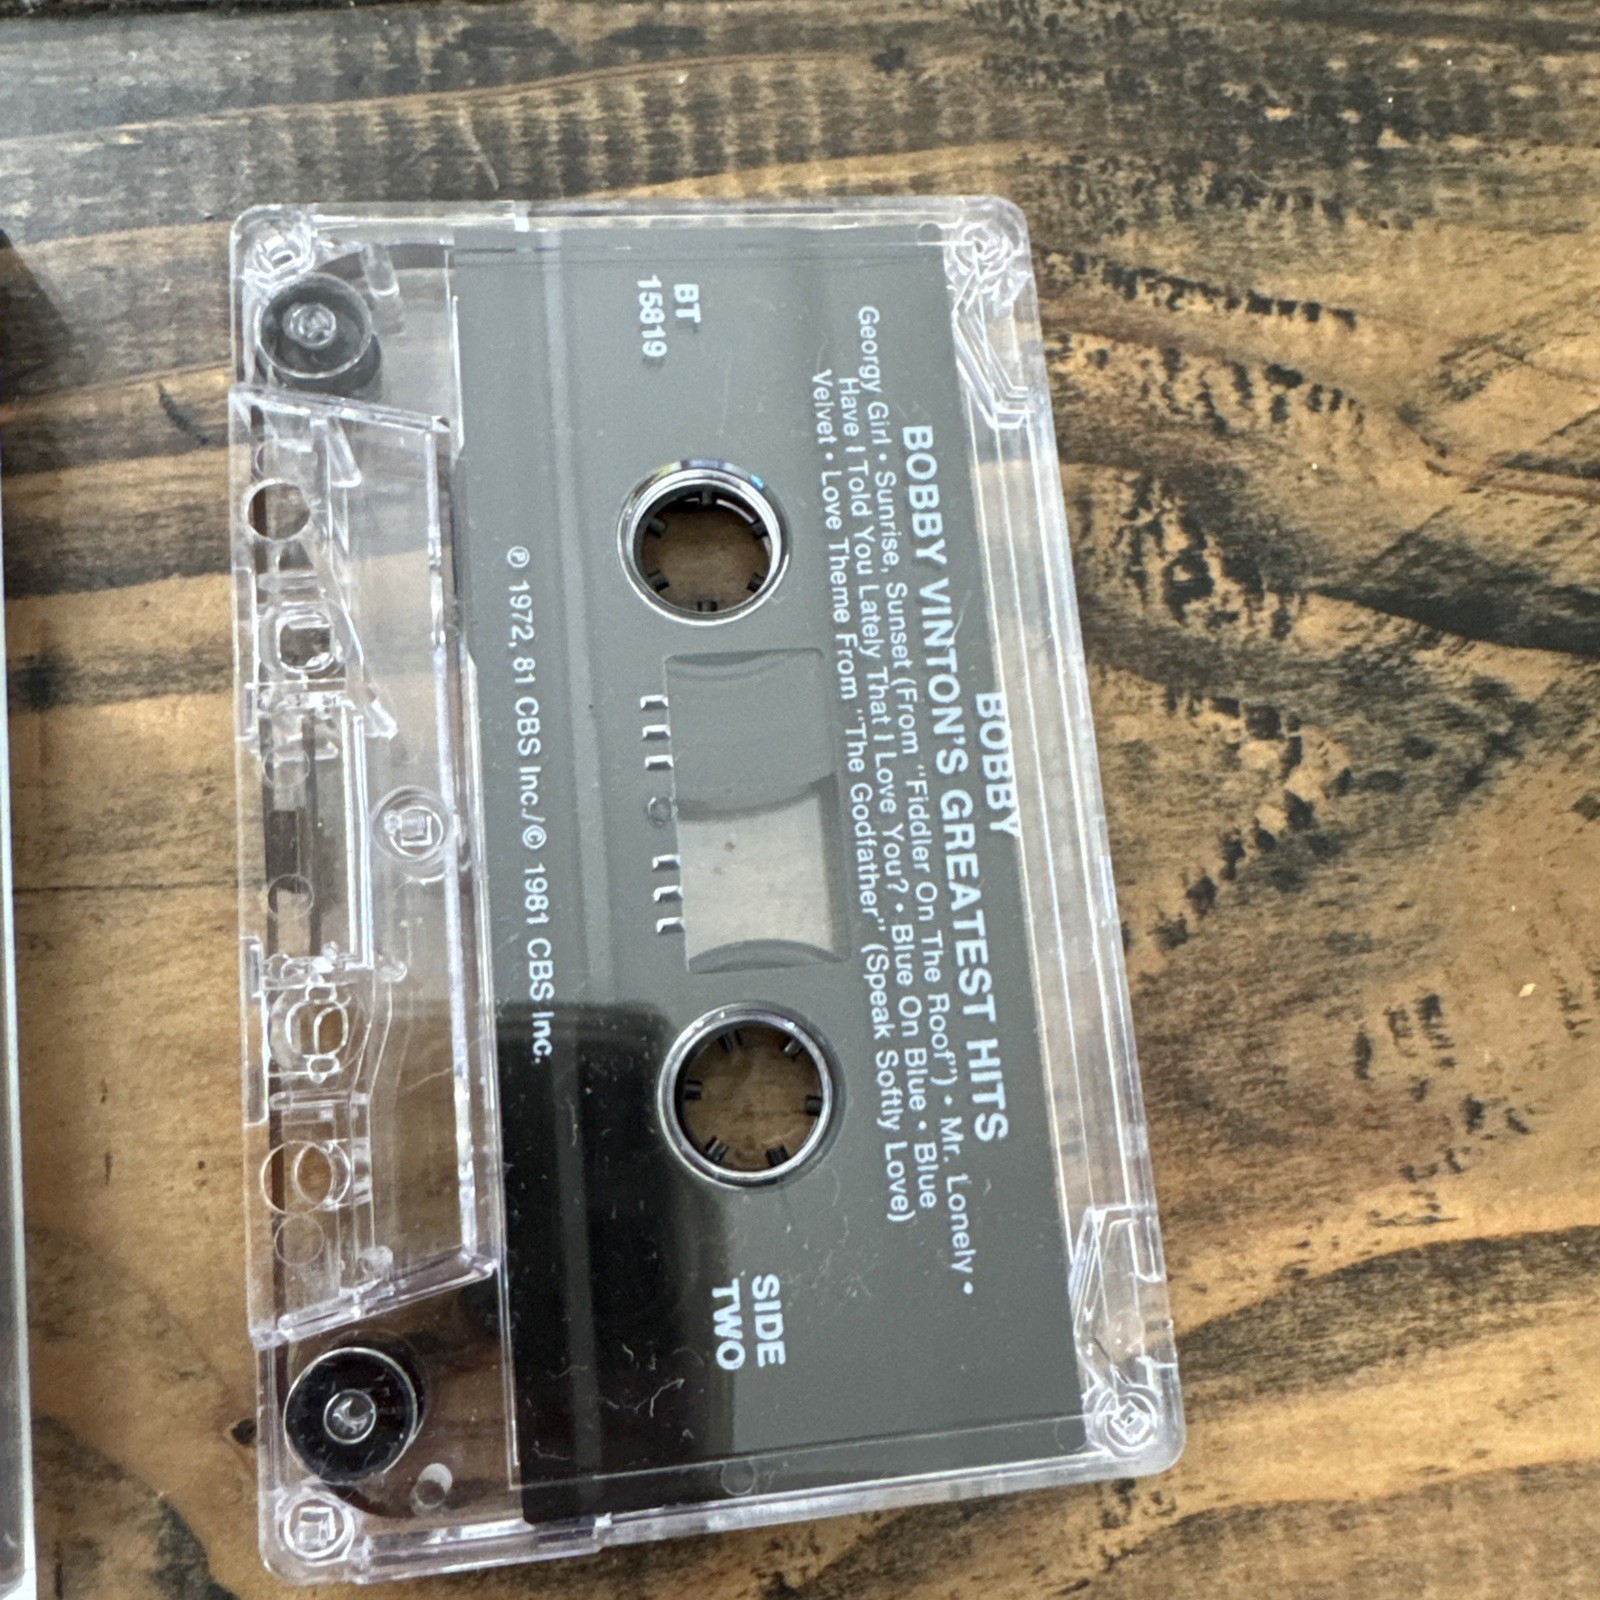 BOBBY
BOBBY VINTON'S GREATEST HITS
Georgy Girl • Sunrise, Sunset (From "Fiddler On The Roof") • Mr. Lonely •
Have I Told You Lately That I Love You? • Blue On Blue • Blue
Velvet • Love Theme From "The Godfather" (Speak Softly Love)
BT
15819
SIDE
TWO
℗ 1972, 81 CBS Inc./© 1981 CBS Inc.